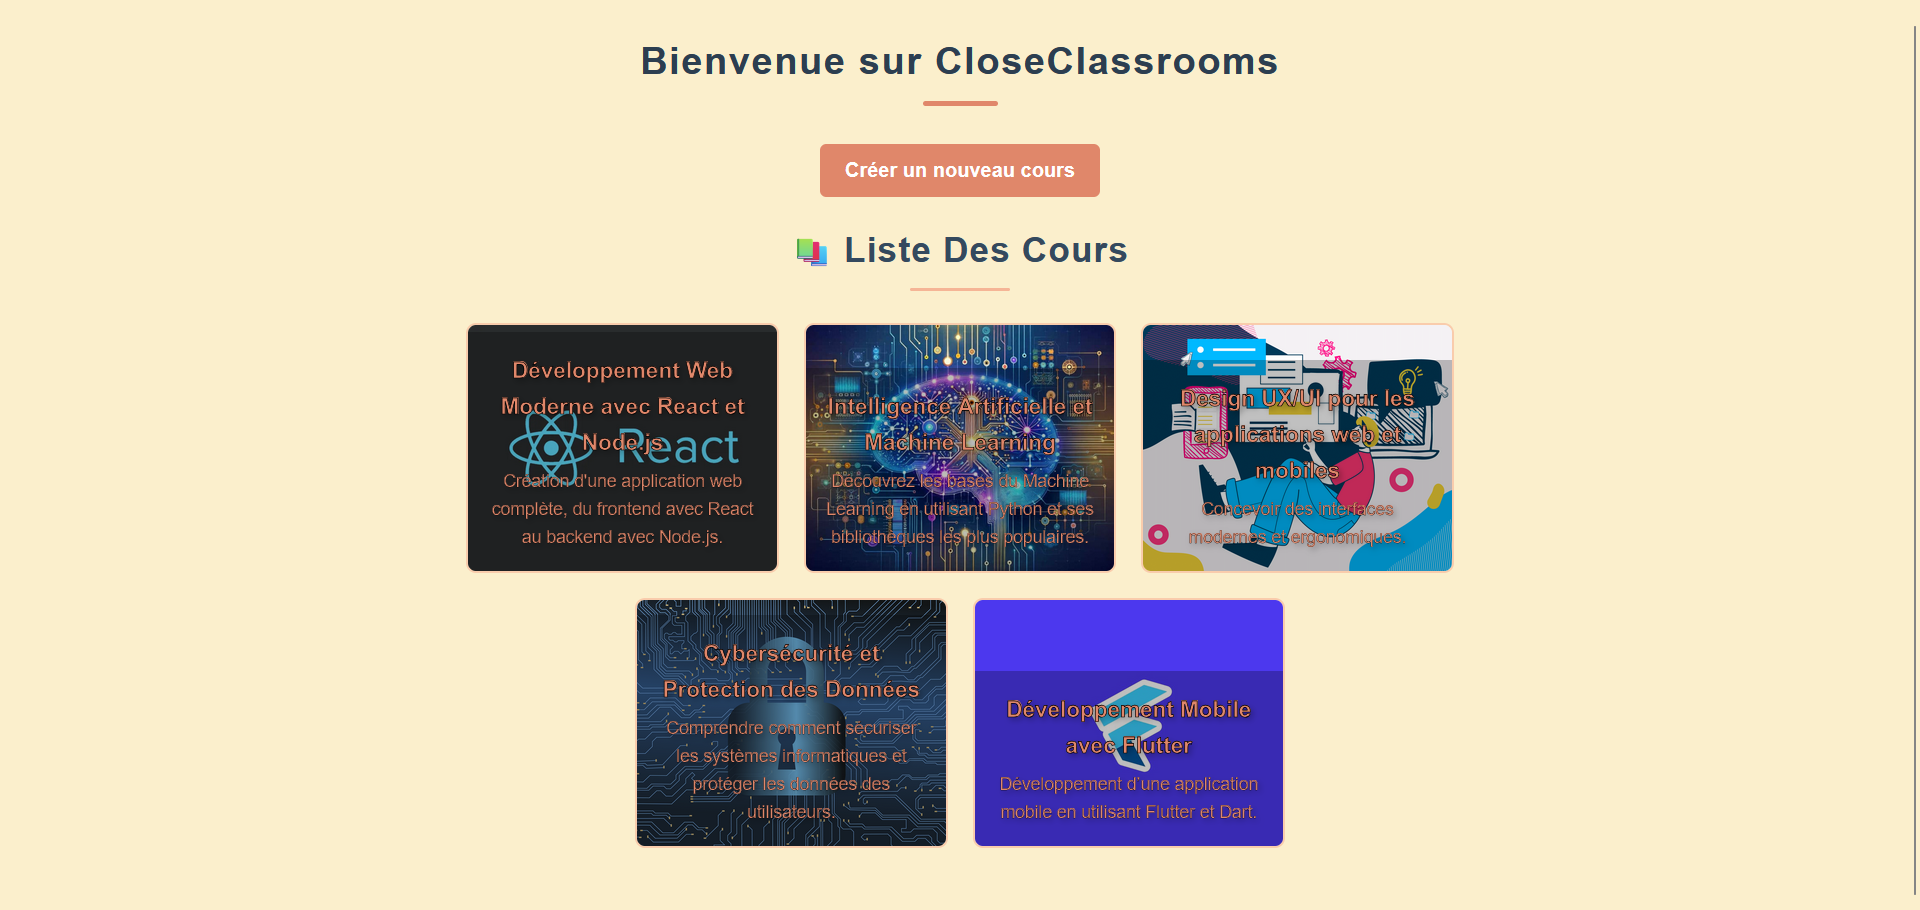 Bienvenue sur CloseClassrooms
Créer un nouveau cours
📚 Liste Des Cours
Développement Web
Moderne avec React et
Node.js
React
Création d'une application web
complète, du frontend avec React
au backend avec Node.js.
Intelligence Artificielle et
Machine Learning
Découvrez les bases du Machine
Learning en utilisant Python et ses
bibliothèques les plus populaires.
Design UX/UI pour les
applications web et
mobiles
Concevoir des interfaces
modernes et ergonomiques.
Cybersécurité et
Protection des Données
Comprendre comment sécuriser
les systèmes informatiques et
protéger les données des
utilisateurs.
Développement Mobile
avec Flutter
Développement d'une application
mobile en utilisant Flutter et Dart.